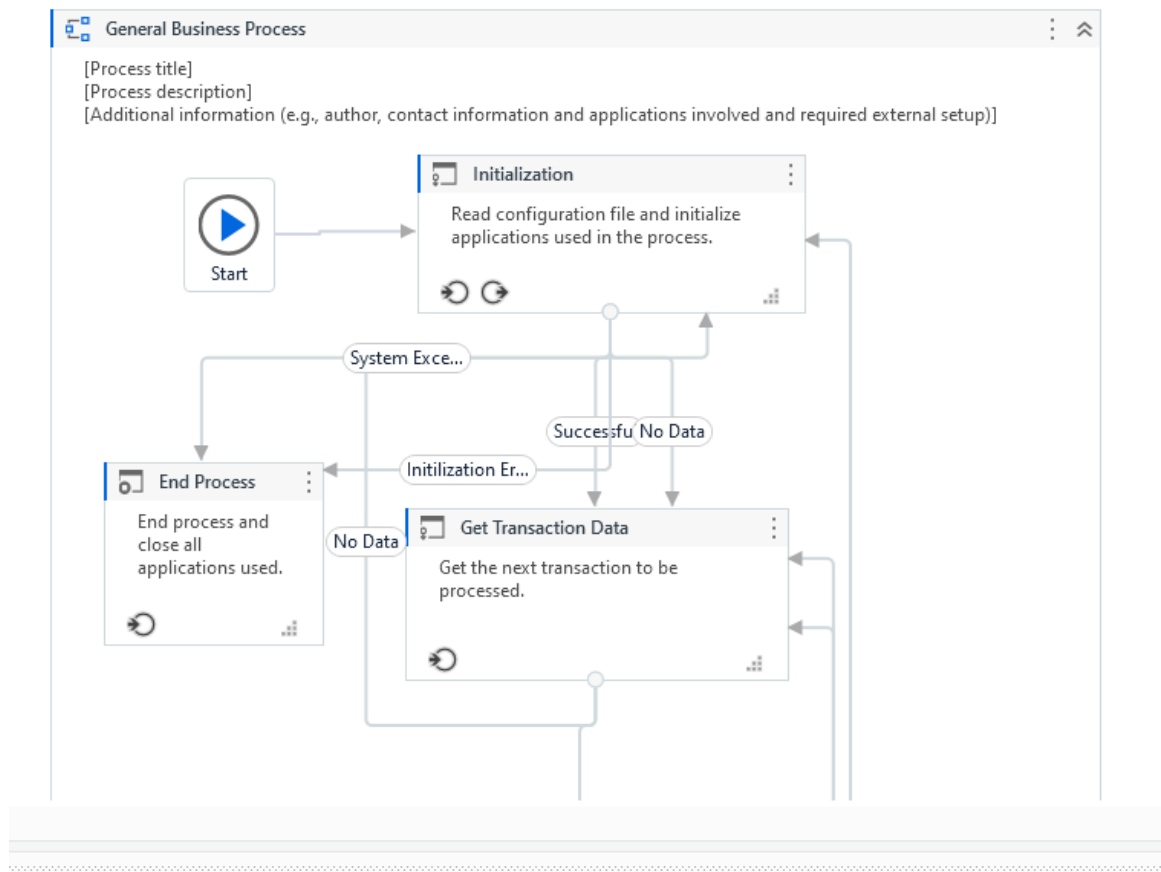 General Business Process
[Process title]
[Process description]
[Additional information (e.g., author, contact information and applications involved and required external setup)]
Initialization
Read configuration file and initialize
applications used in the process.
Start
System Exce...
Successfu
No Data
Initilization Er...
End Process
End process and
close all
applications used.
No Data
Get Transaction Data
Get the next transaction to be
processed.